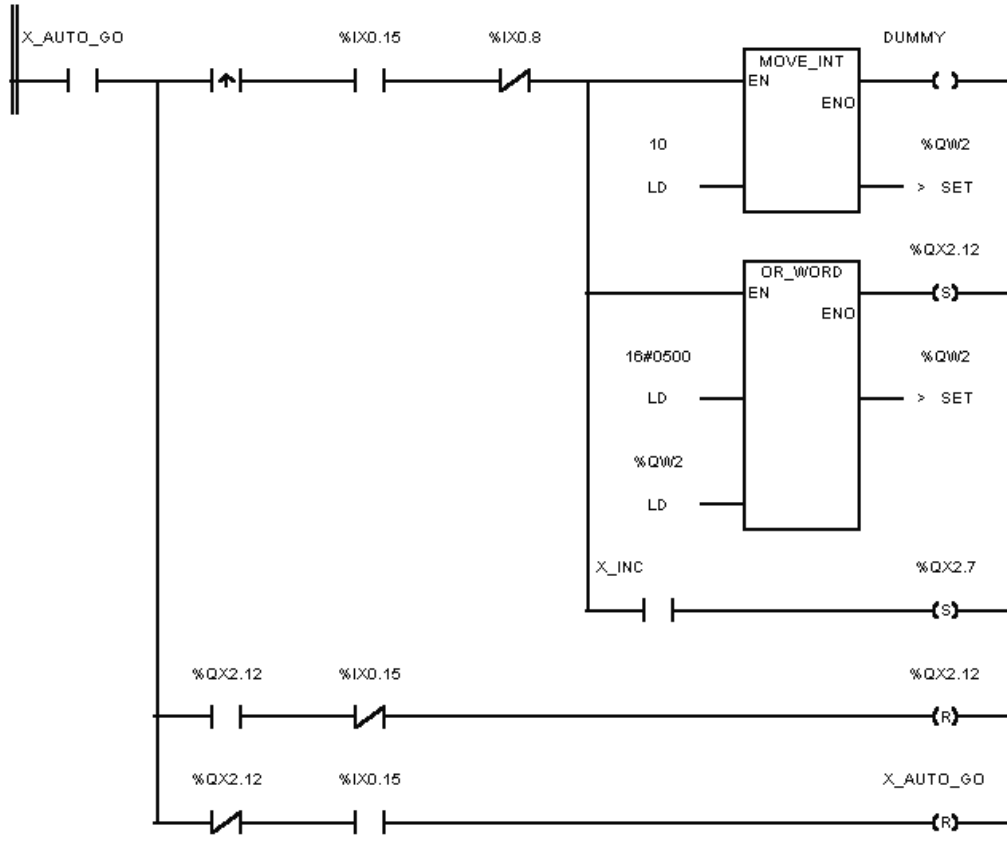 X_AUTO_GO %IX0.15 %IX0.8 DUMMY
MOVE_INT
EN
ENO
10 %QW2
LD > SET
%QX2.12
OR_WORD
EN (S)
ENO
16#0500 %QW2
LD > SET
%QW2
LD
X_INC %QX2.7
(S)
%QX2.12 %IX0.15 %QX2.12
(R)
%QX2.12 %IX0.15 X_AUTO_GO
(R)